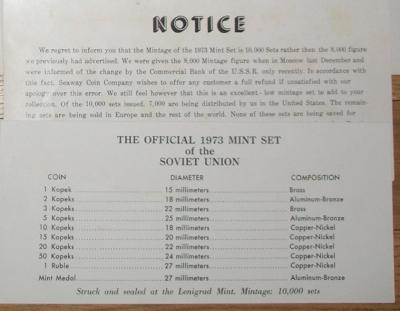 NOTICE
We regret to inform you that the Mintage of the 1973 Mint Set is 10,000 Sets rather then the 8,000 figure
we previously had advertised. We were given the 8,000 Mintage figure when in Moscow last December and
were informed of the change by the Commercial Bank of the U.S.S.R. only recently. In accordance with
this fact. Seaway Coin Company wishes to offer any customer a full refund if unsatisfied with our
apology over this error. We still feel however that this is an excellent - low mintage set to add to your
collection. Of the 10,000 sets issued, 7,000 are being distributed by us in the United States. The remain-
ing sets are being sold in Europe and the rest of the world. None of these sets are being saved for
THE OFFICIAL 1973 MINT SET
of the
SOVIET UNION
COIN DIAMETER COMPOSITION
1 Kopek 15 millimeters Brass
2 Kopeks 18 millimeters Aluminum-Bronze
3 Kopeks 22 millimeters Brass
5 Kopeks 25 millimeters Aluminum-Bronze
10 Kopeks 18 millimeters Copper-Nickel
15 Kopeks 20 millimeters Copper-Nickel
20 Kopeks 22 millimeters Copper-Nickel
50 Kopeks 24 millimeters Copper-Nickel
1 Ruble 27 millimeters Copper-Nickel
Mint Medal 27 millimeters Aluminum-Bronze
Struck and sealed at the Lenigrad Mint. Mintage: 10,000 sets